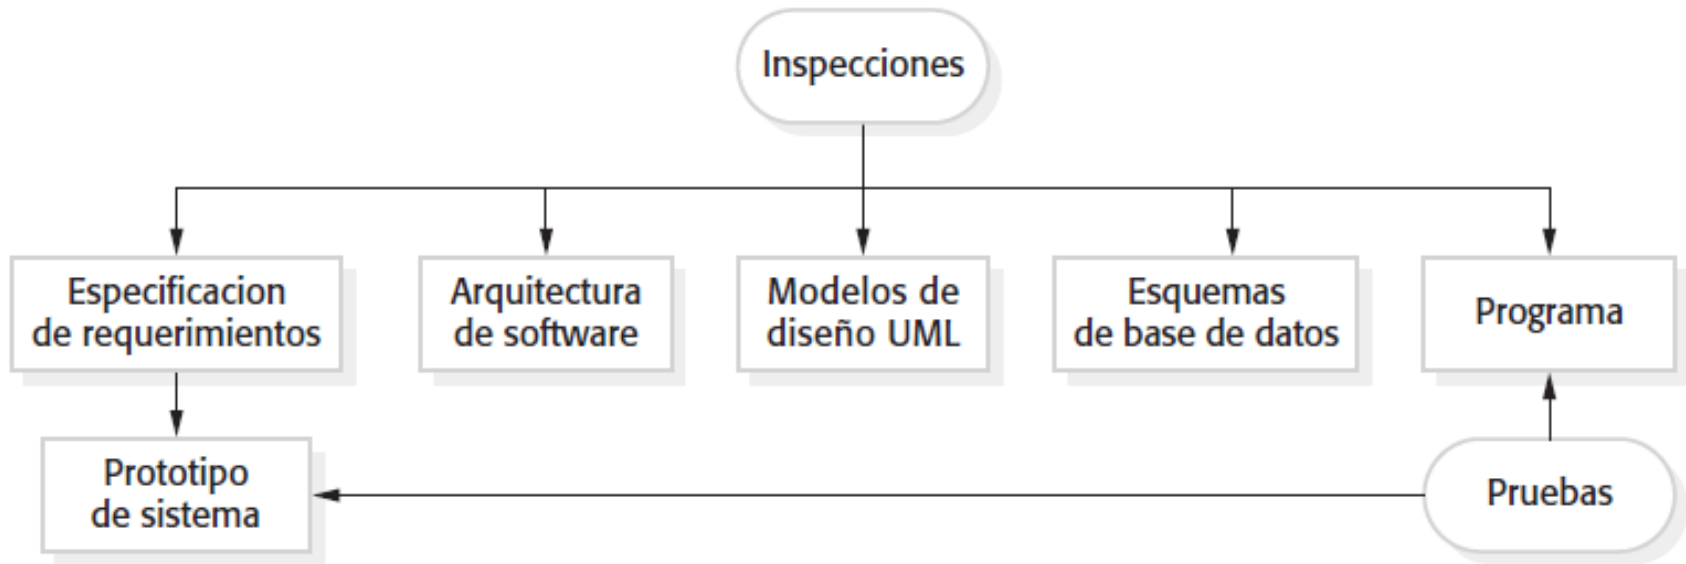 Inspecciones
Especificacion
de requerimientos
Arquitectura
de software
Modelos de
diseño UML
Esquemas
de base de datos
Programa
Prototipo
de sistema
Pruebas